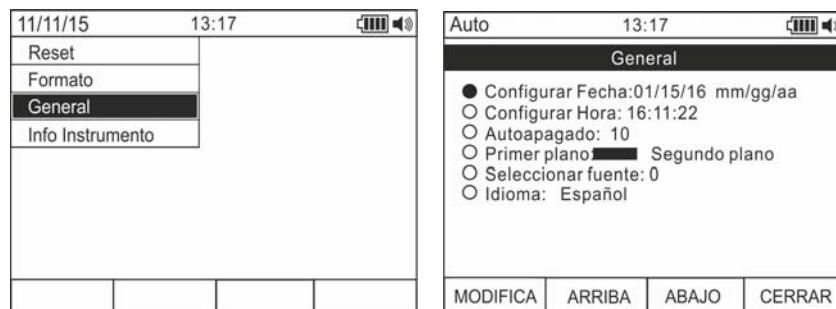 11/11/15 13:17
Reset
Formato
General
Info Instrumento
Auto 13:17
General
Configurar Fecha:01/15/16 mm/gg/aa
Configurar Hora: 16:11:22
Autoapagado: 10
Primer plano: Segundo plano
Seleccionar fuente: 0
Idioma: Español
MODIFICA ARRIBA ABAJO CERRAR